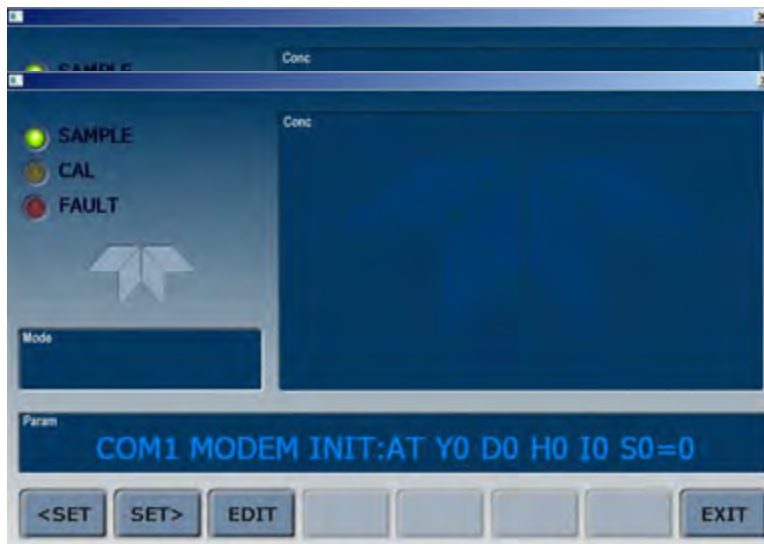 Conc
SAMPLE
Conc
SAMPLE
CAL
FAULT
Mode
Param
COM1 MODEM INIT:AT Y0 D0 H0 I0 S0=0
<SET SET> EDIT EXIT